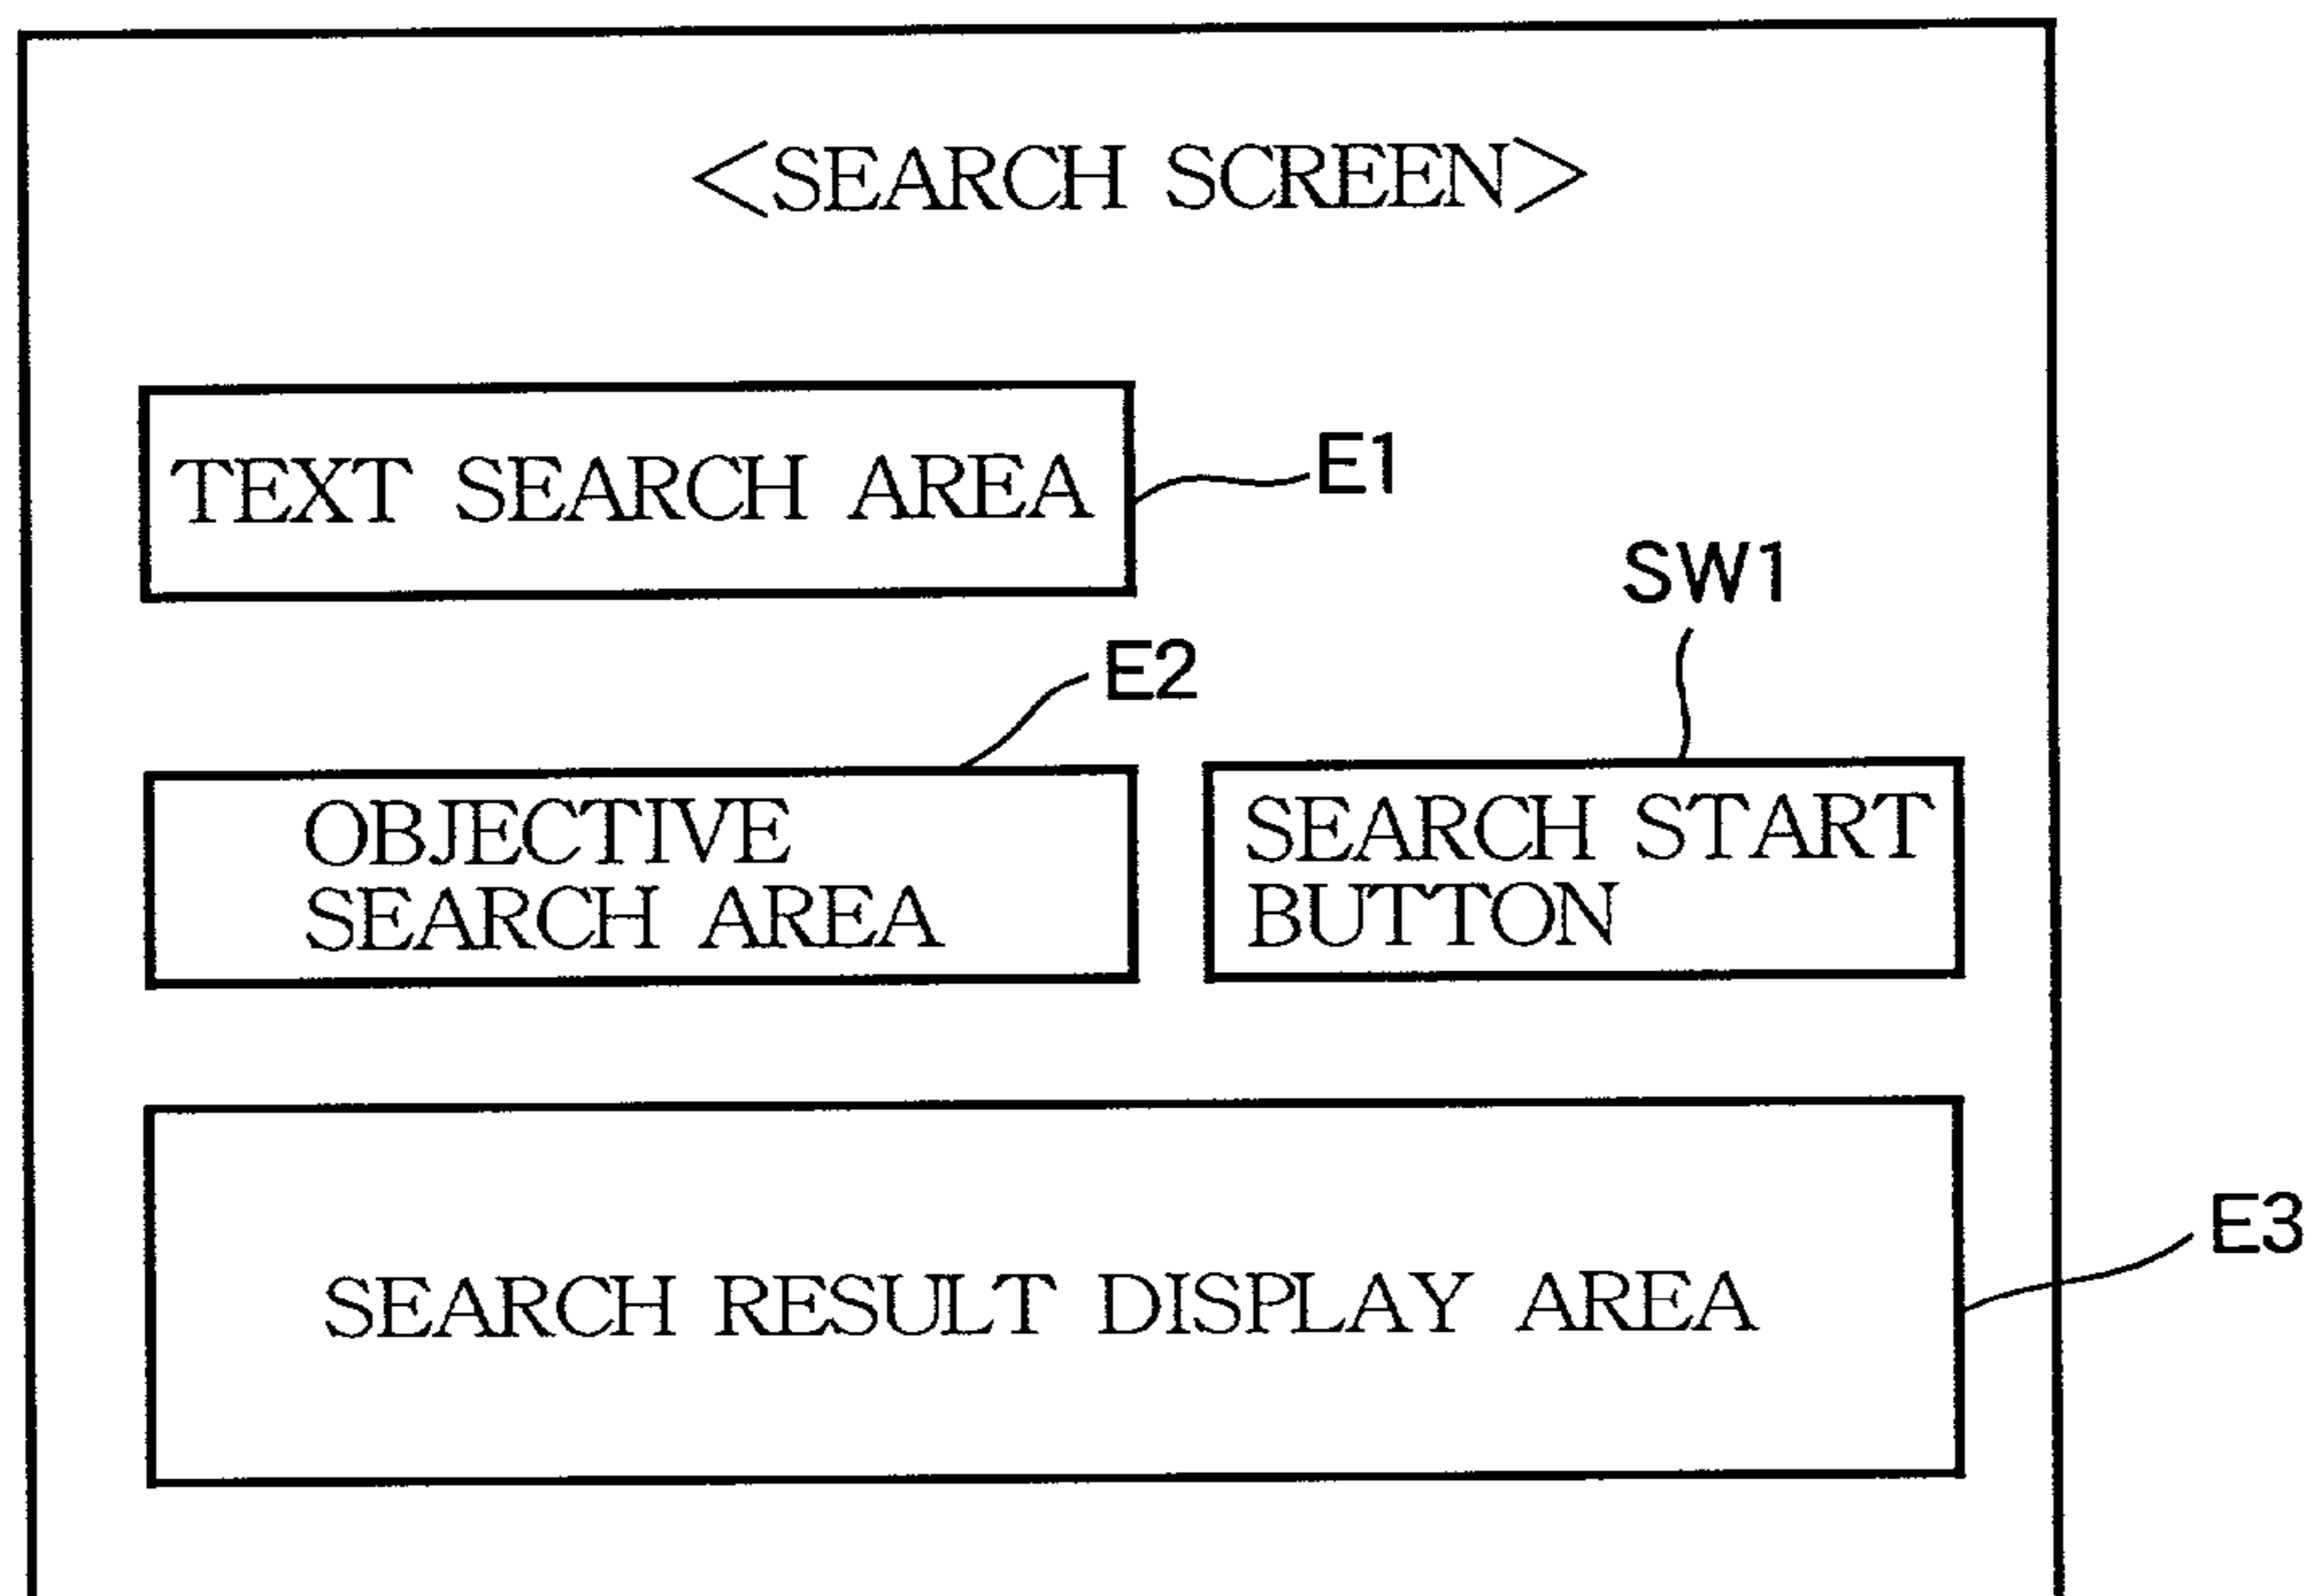 <SEARCH SCREEN>
TEXT SEARCH AREA
E1
SW1
E2
OBJECTIVE
SEARCH AREA
SEARCH START
BUTTON
SEARCH RESULT DISPLAY AREA
E3